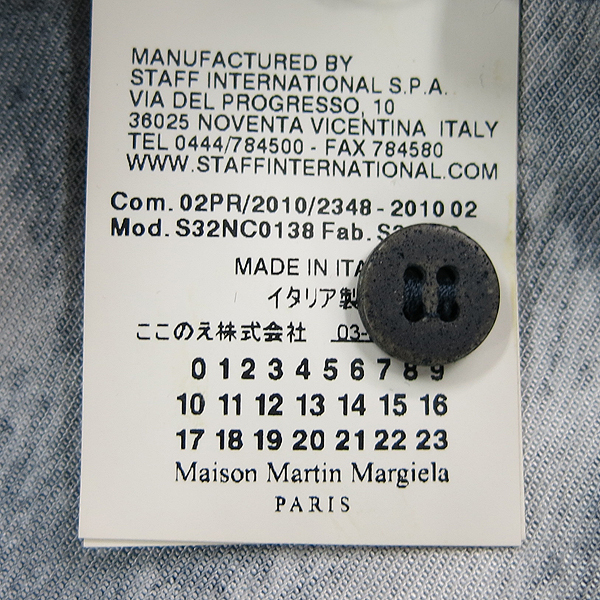 MANUFACTURED BY
STAFF INTERNATIONAL S.P.A.
VIA DEL PROGRESSO, 10
36025 NOVENTA VICENTINA ITALY
TEL 0444/784500 - FAX 784580
WWW.STAFFINTERNATIONAL.COM
Com. 02PR/2010/2348 - 2010 02
Mod. S32NC0138 Fab.
MADE IN
イタリア製
ここのえ株式会社 03-
0 1 2 3 4 5 6 7 8 9
10 11 12 13 14 15 16
17 18 19 20 21 22 23
Maison Martin Margiela
PARIS